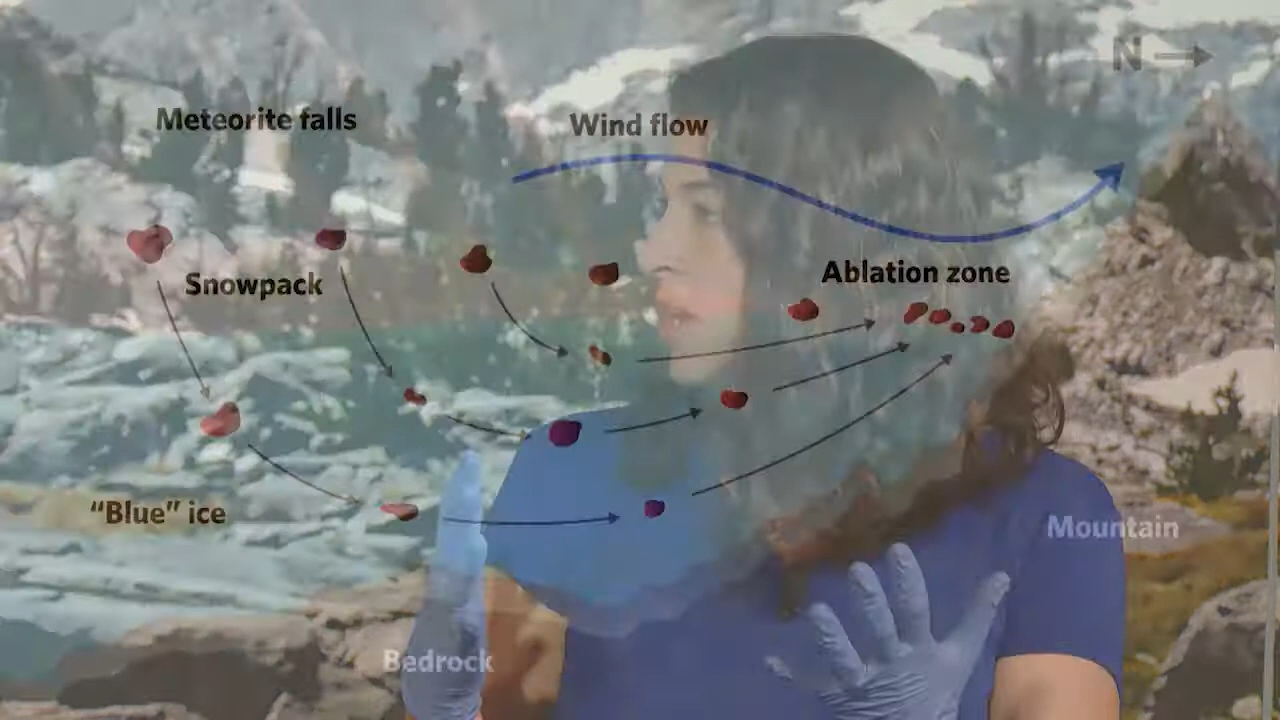 N
Meteorite falls
Wind flow
Snowpack
Ablation zone
“Blue” ice
Mountain
Bedrock